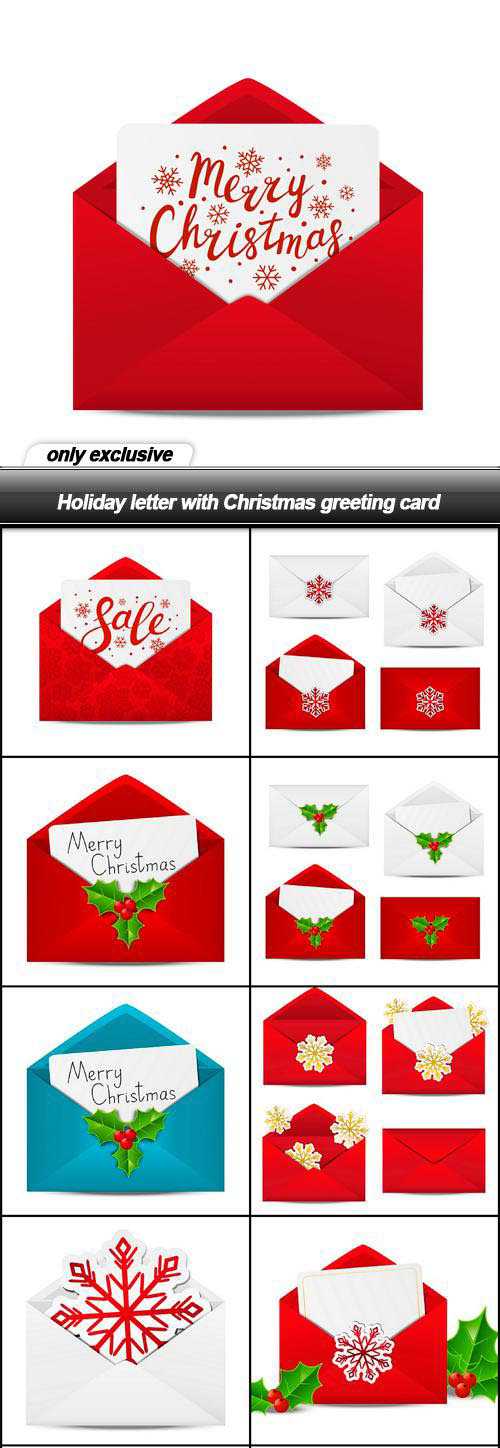 Merry
Christmas
only exclusive
Holiday letter with Christmas greeting card
Sale
Merry
Christmas
Merry
Christmas